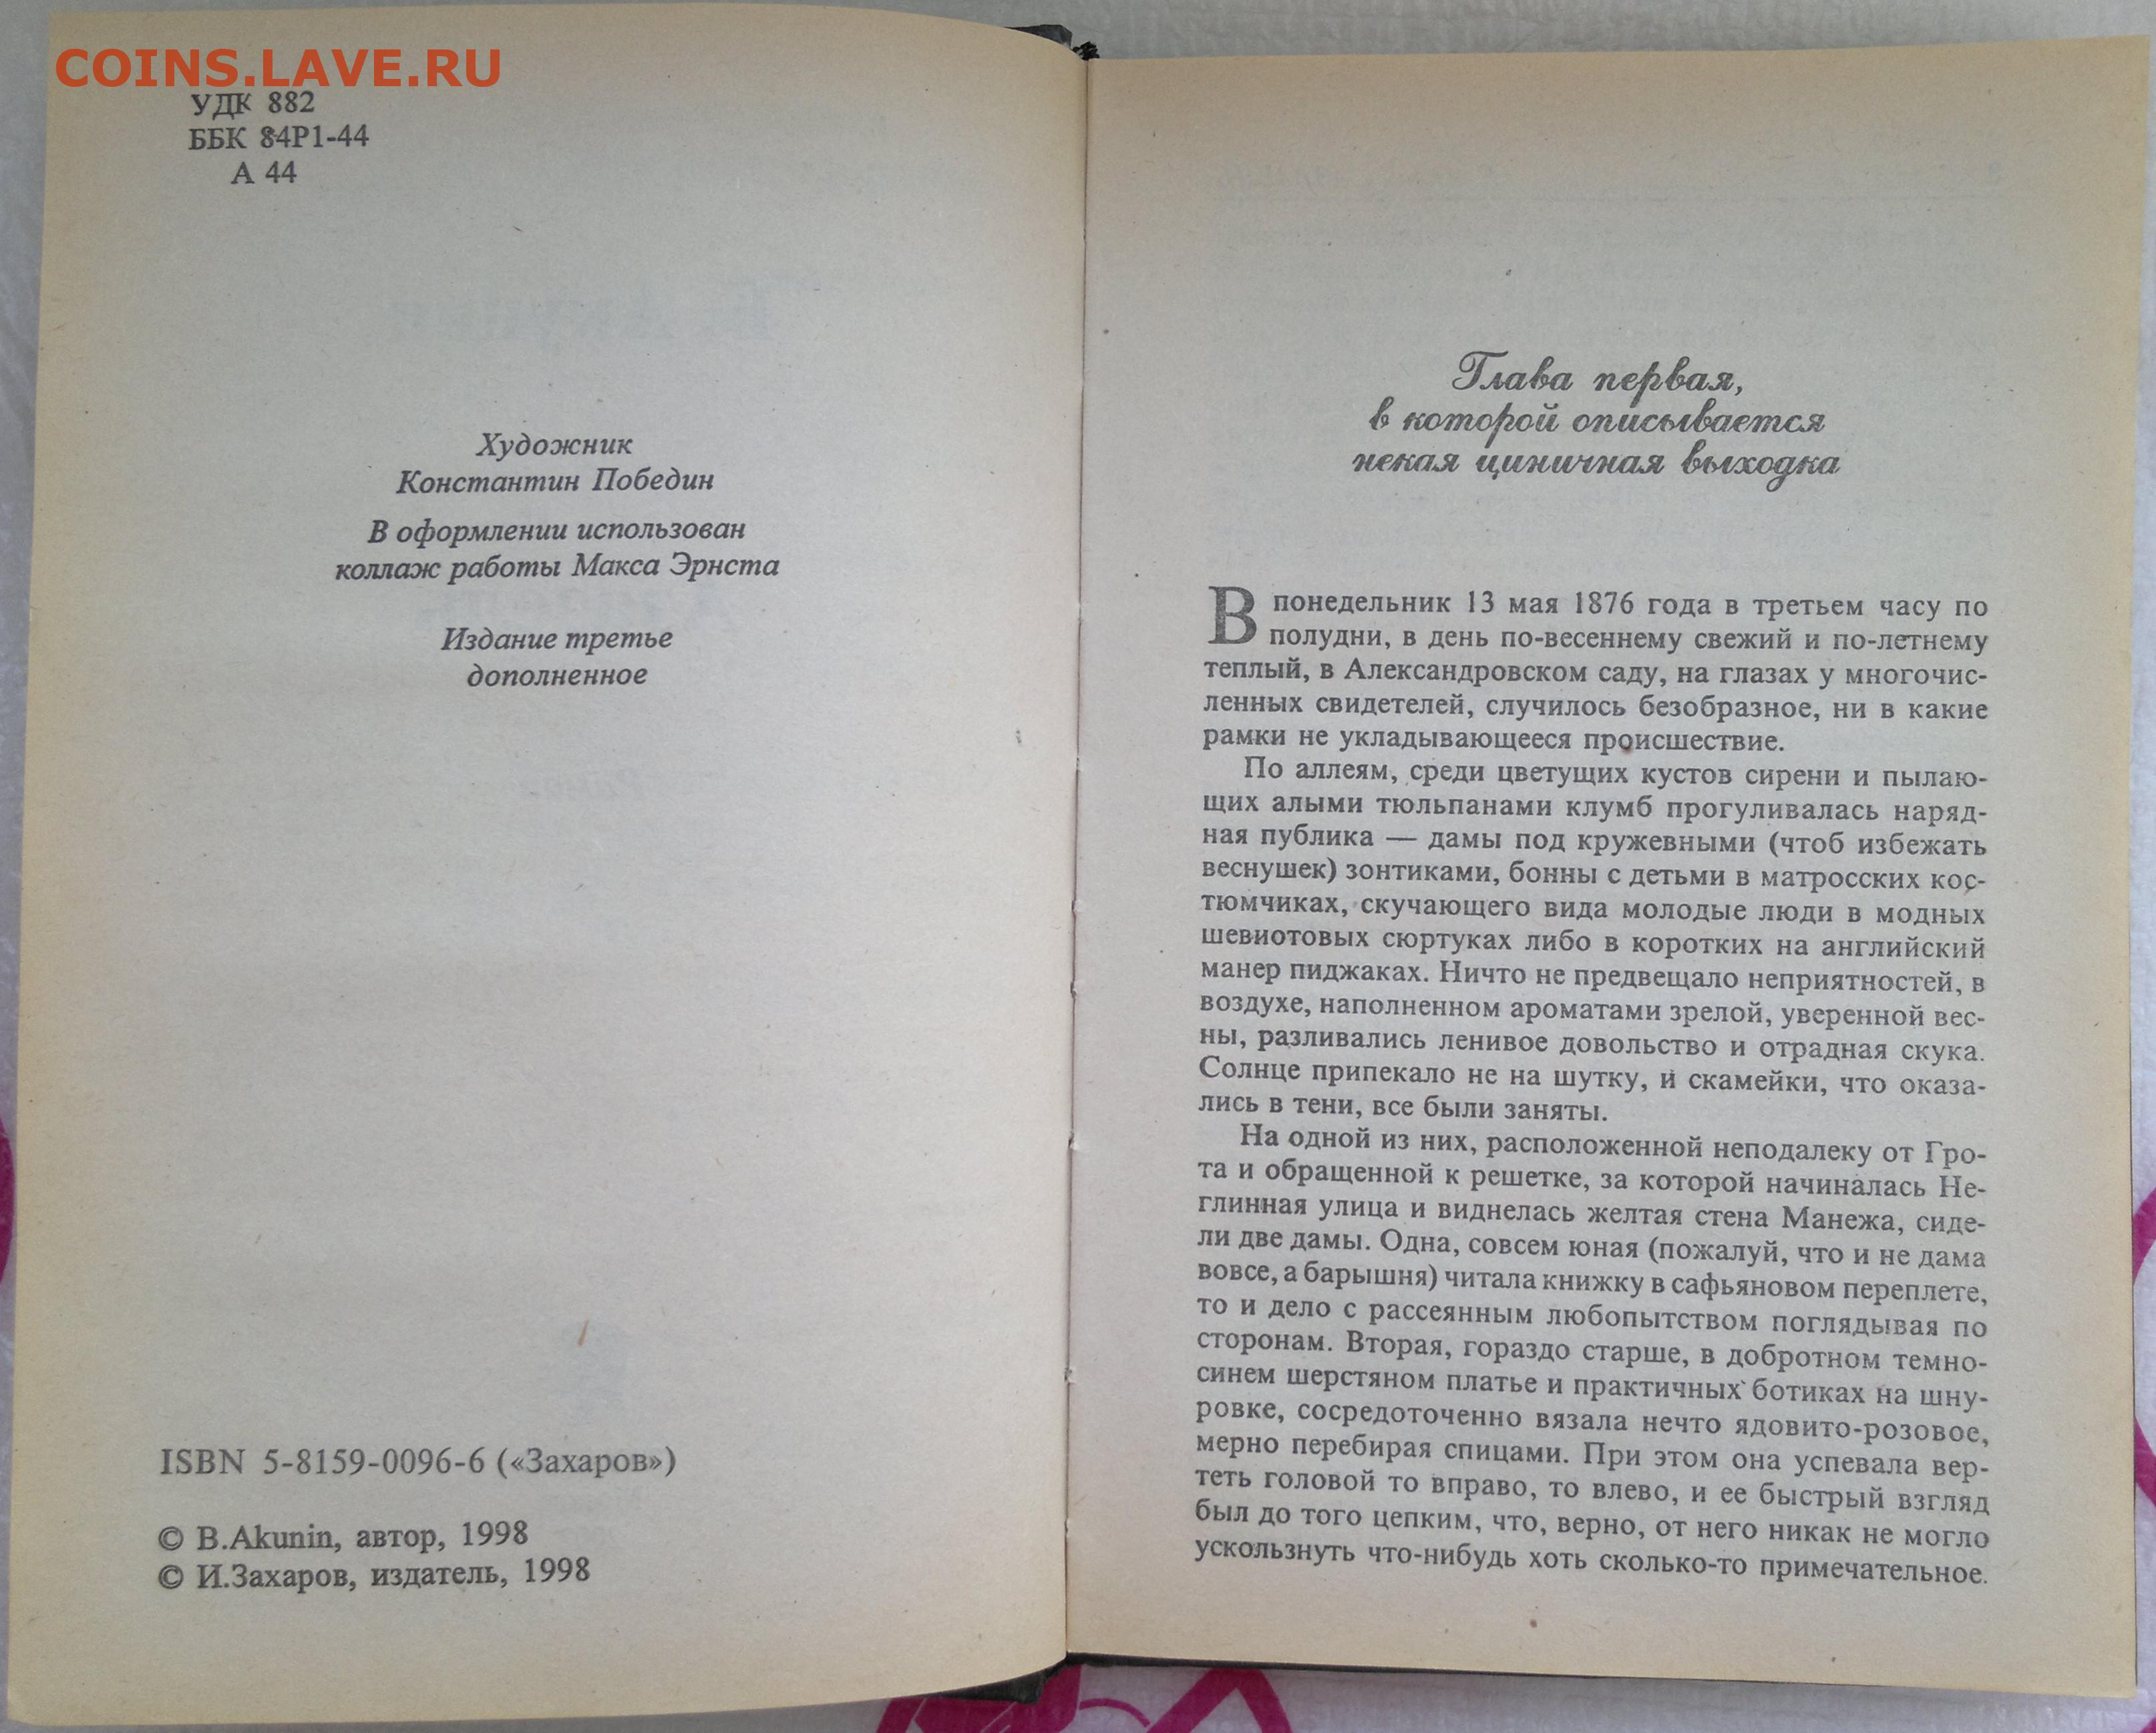 COINS.LAVE.RU
УДК 882
ББК 84Р1-44
А 44
Художник
Константин Победин
В оформлении использован
коллаж работы Макса Эрнста
Издание третье
дополненное
ISBN 5-8159-0096-6 («Захаров»)
© B.Akunin, автор, 1998
© И.Захаров, издатель, 1998
Глава первая,
в которой описывается
некая циничная выходка
В понедельник 13 мая 1876 года в третьем часу по
полудни, в день по-весеннему свежий и по-летнему
теплый, в Александровском саду, на глазах у многочис-
ленных свидетелей, случилось безобразное, ни в какие
рамки не укладывающееся происшествие.
По аллеям, среди цветущих кустов сирени и пылаю-
щих алыми тюльпанами клумб прогуливалась наряд-
ная публика — дамы под кружевными (чтоб избежать
веснушек) зонтиками, бонны с детьми в матросских кос-
тюмчиках, скучающего вида молодые люди в модных
шевиотовых сюртуках либо в коротких на английский
манер пиджаках. Ничто не предвещало неприятностей, в
воздухе, наполненном ароматами зрелой, уверенной вес-
ны, разливались ленивое довольство и отрадная скука.
Солнце припекало не на шутку, и скамейки, что оказа-
лись в тени, все были заняты.
На одной из них, расположенной неподалеку от Гро-
та и обращенной к решетке, за которой начиналась Не-
глинная улица и виднелась желтая стена Манежа, сиде-
ли две дамы. Одна, совсем юная (пожалуй, что и не дама
вовсе, а барышня) читала книжку в сафьяновом переплете,
то и дело с рассеянным любопытством поглядывая по
сторонам. Вторая, гораздо старше, в добротном темно-
синем шерстяном платье и практичных ботиках на шну-
ровке, сосредоточенно вязала нечто ядовито-розовое,
мерно перебирая спицами. При этом она успевала вер-
теть головой то вправо, то влево, и ее быстрый взгляд
был до того цепким, что, верно, от него никак не могло
ускользнуть что-нибудь хоть сколько-то примечательное.